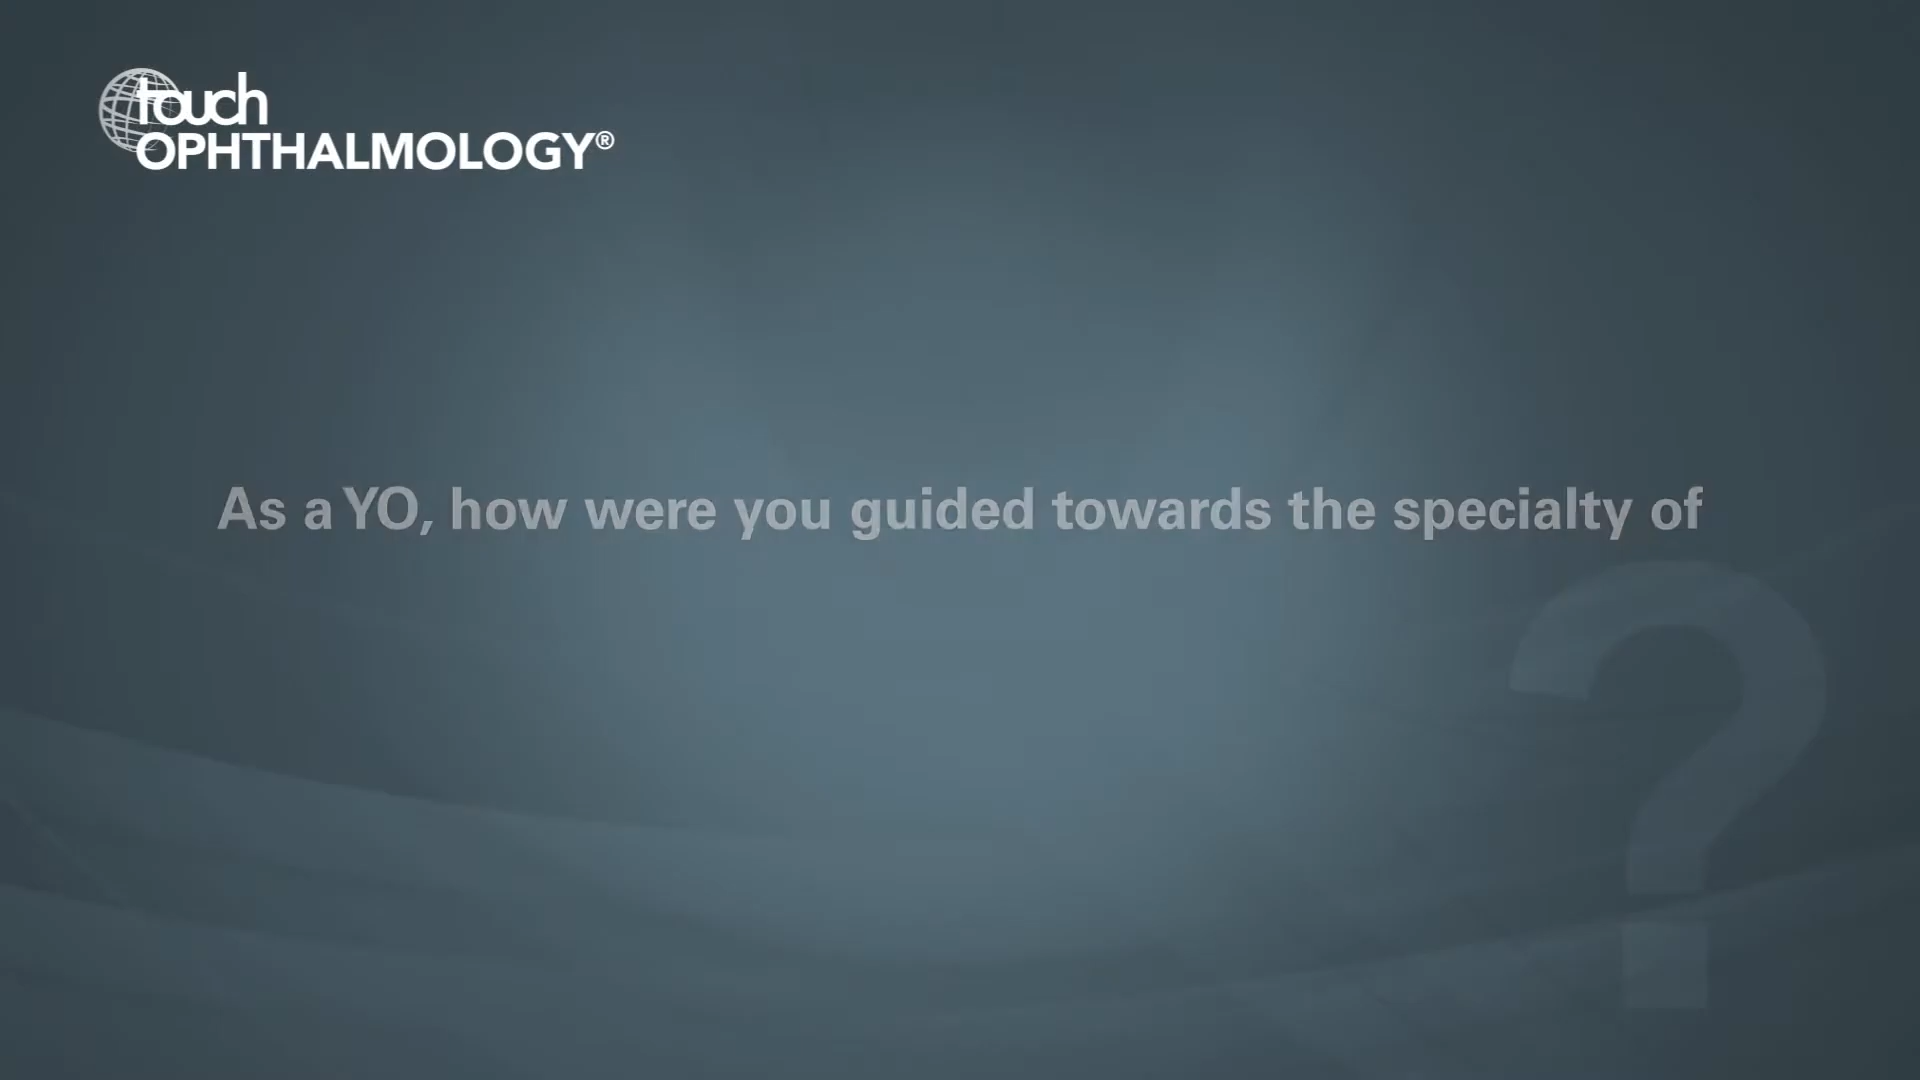 touch
OPHTHALMOLOGY®
As a YO, how were you guided towards the specialty of
?